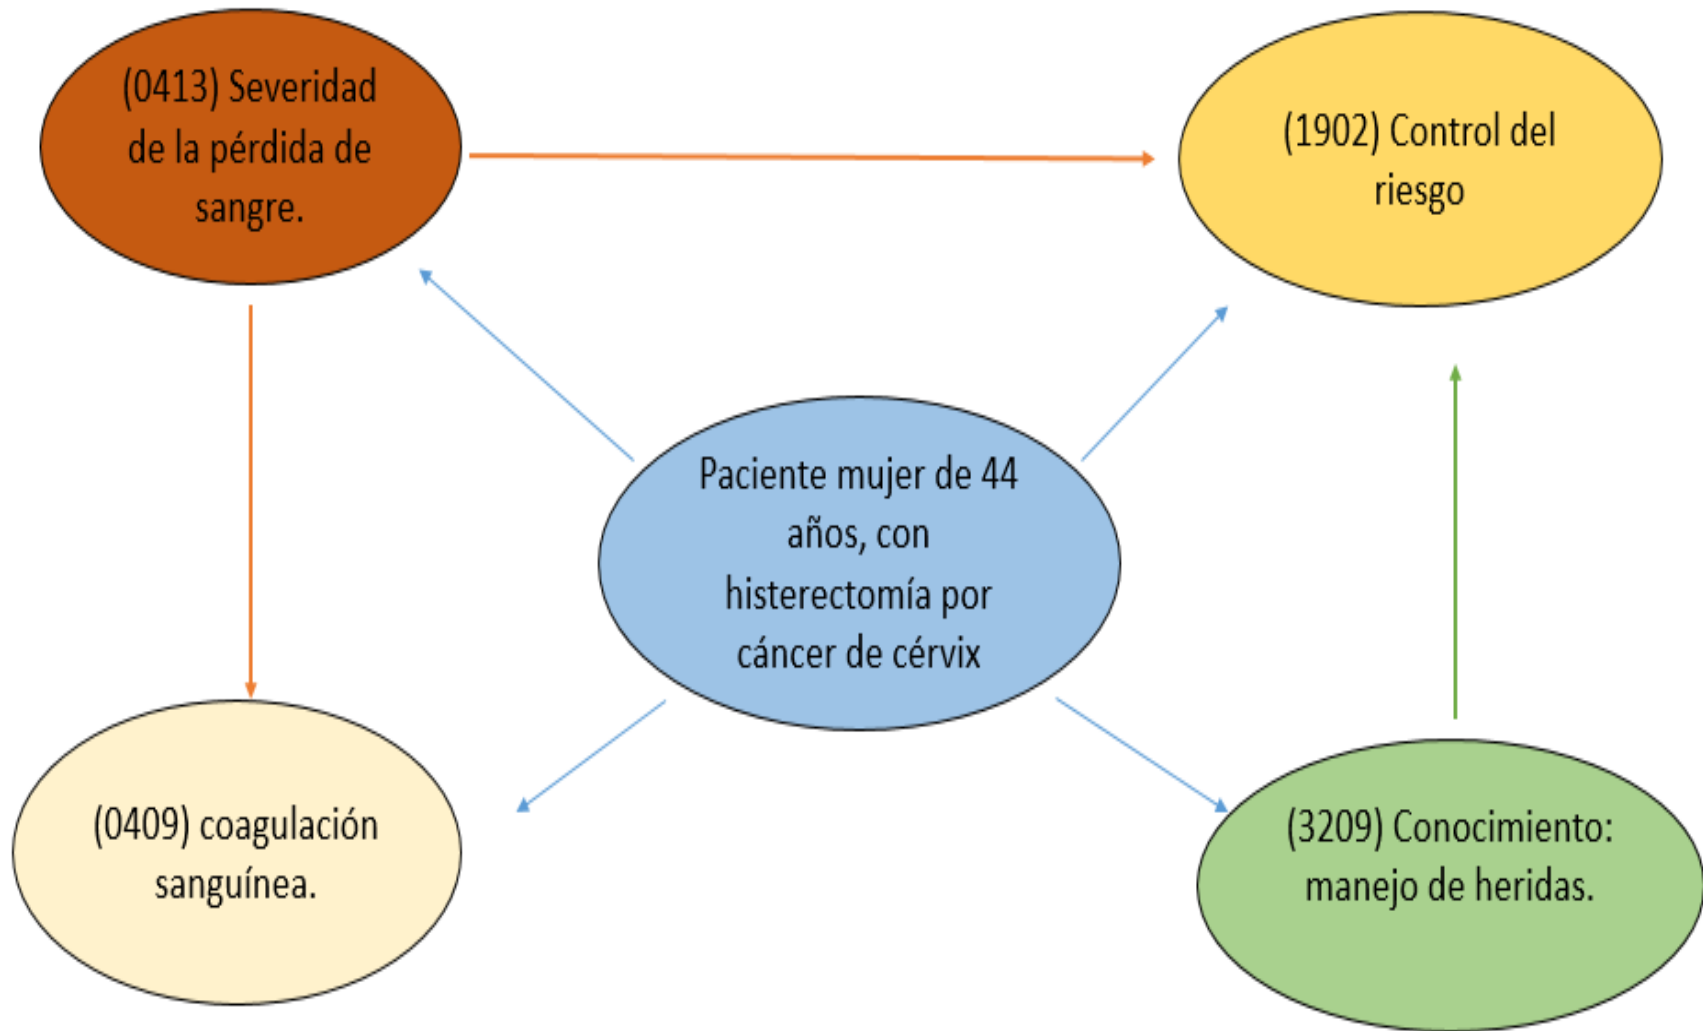 (0413) Severidad
de la pérdida de
sangre.
(1902) Control del
riesgo
Paciente mujer de 44
años, con
histerectomía por
cáncer de cérvix
(0409) coagulación
sanguínea.
(3209) Conocimiento:
manejo de heridas.